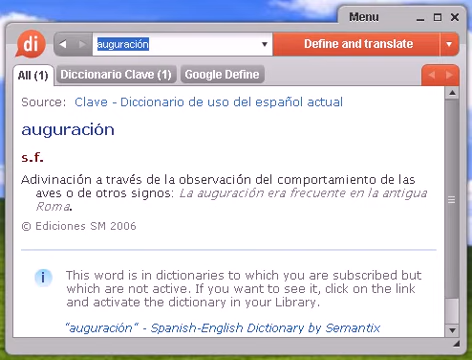 Menu
di
auguración
Define and translate
All (1)
Diccionario Clave (1)
Google Define
Source: Clave - Diccionario de uso del español actual
auguración
s.f.
Adivinación a través de la observación del comportamiento de las
aves o de otros signos: La auguración era frecuente en la antigua
Roma.
© Ediciones SM 2006
i
This word is in dictionaries to which you are subscribed but
which are not active. If you want to see it, click on the link
and activate the dictionary in your Library.
"auguración" - Spanish-English Dictionary by Semantix